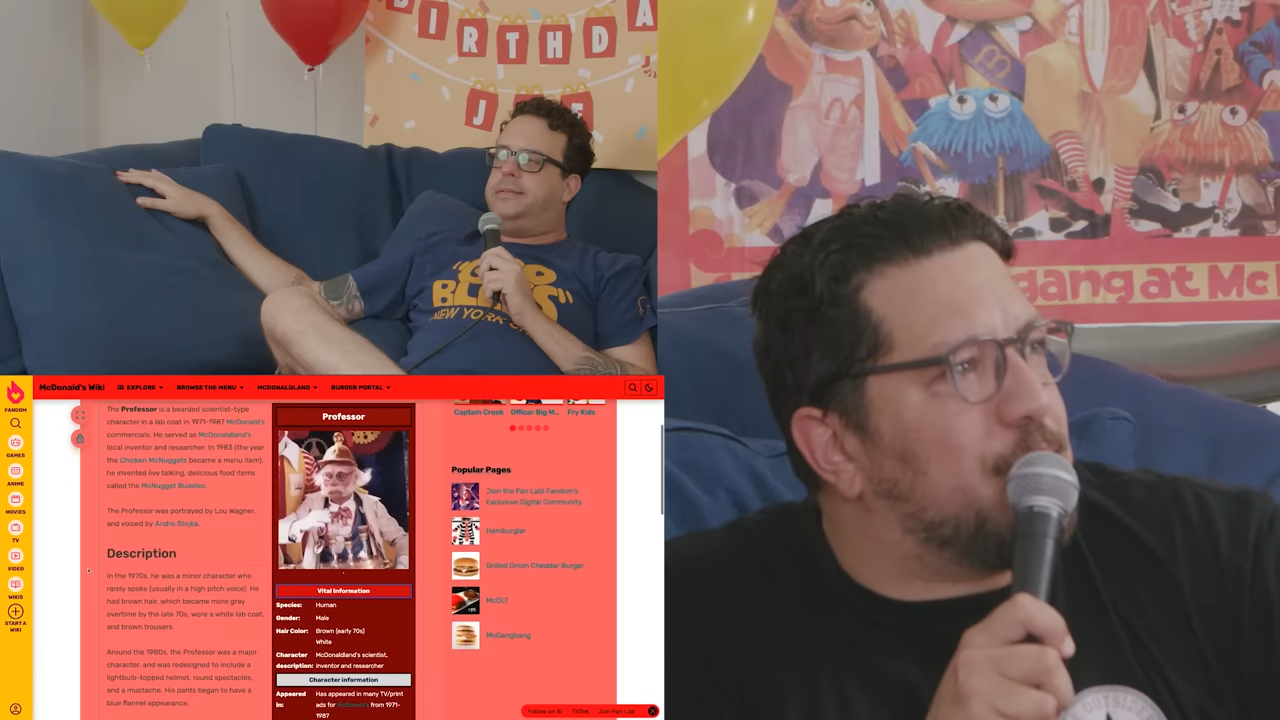 BIRTHDA
J
"
BL
"
NEW YORK C
gang at Mc
McDonald's Wiki
EXPLORE
BROWSE THE MENU
MCDONALDLAND
BURGER PORTAL
FANDOM
GAMES
ANIME
MOVIES
TV
VIDEO
WIKIS
START A
WIKI
The Professor is a bearded scientist-type
character in a lab coat in 1971-1987 McDonald's
commercials. He served as McDonaldland's
local inventor and researcher. In 1983 (the year
the Chicken McNuggets became a menu item),
he invented live talking, delicious food items
called the McNugget Buddies.
The Professor was portrayed by Lou Wagner,
and voiced by Andre Stojka.
Description
In the 1970s, he was a minor character who
rarely spoke (usually in a high pitch voice). He
had brown hair, which became more gray
overtime by the late 70s, wore a white lab coat,
and brown trousers.
Around the 1980s, the Professor was a major
character, and was redesigned to include a
lightbulb-topped helmet, round spectacles,
and a mustache. His pants began to have a
blue flannel appearance.
Professor
Vital information
Species: Human
Gender: Male
Hair Color: Brown (early 70s)
White
Character McDonaldland's scientist,
description: inventor and researcher
Character information
Appeared Has appeared in many TV/print
in: ads for McDonald's from 1971-
1987
Captain Crook
Officer Big M...
Fry Kids
Popular Pages
Join the Fan Lab! Fandom's
Exclusive Digital Community
Hamburglar
Grilled Onion Cheddar Burger
McDLT
McGangbang
Follow on IG
TikTok
Join Fan Lab